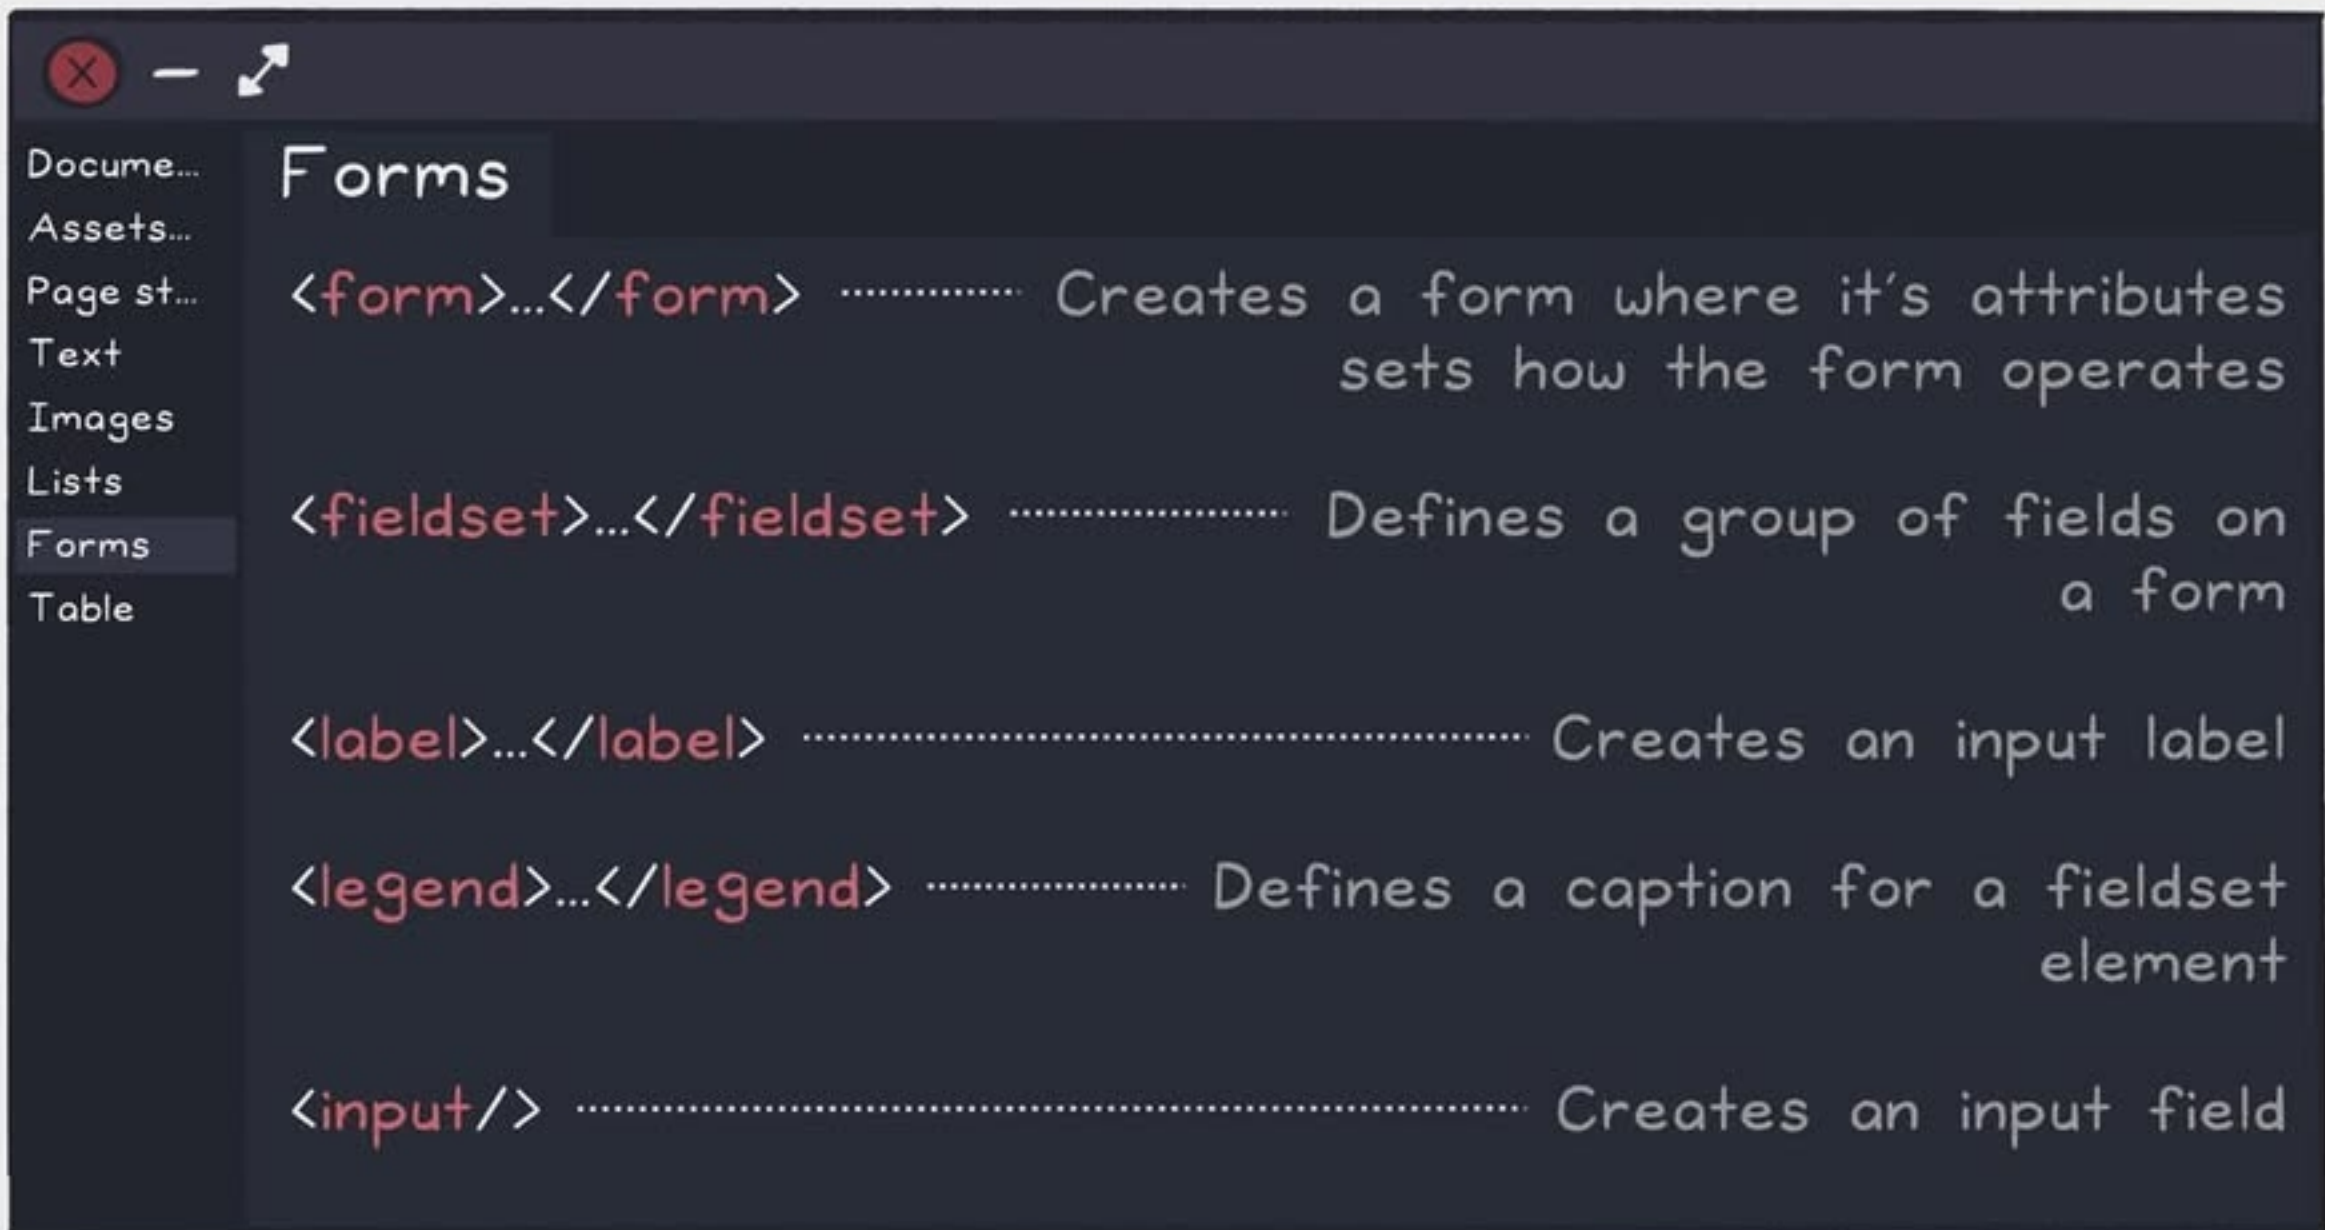 Docume...
Assets...
Page st...
Text
Images
Lists
Forms
Table
Forms
<form>...</form> Creates a form where it's attributes
sets how the form operates
<fieldset>...</fieldset> Defines a group of fields on
a form
<label>...</label> Creates an input label
<legend>...</legend> Defines a caption for a fieldset
element
<input/> Creates an input field